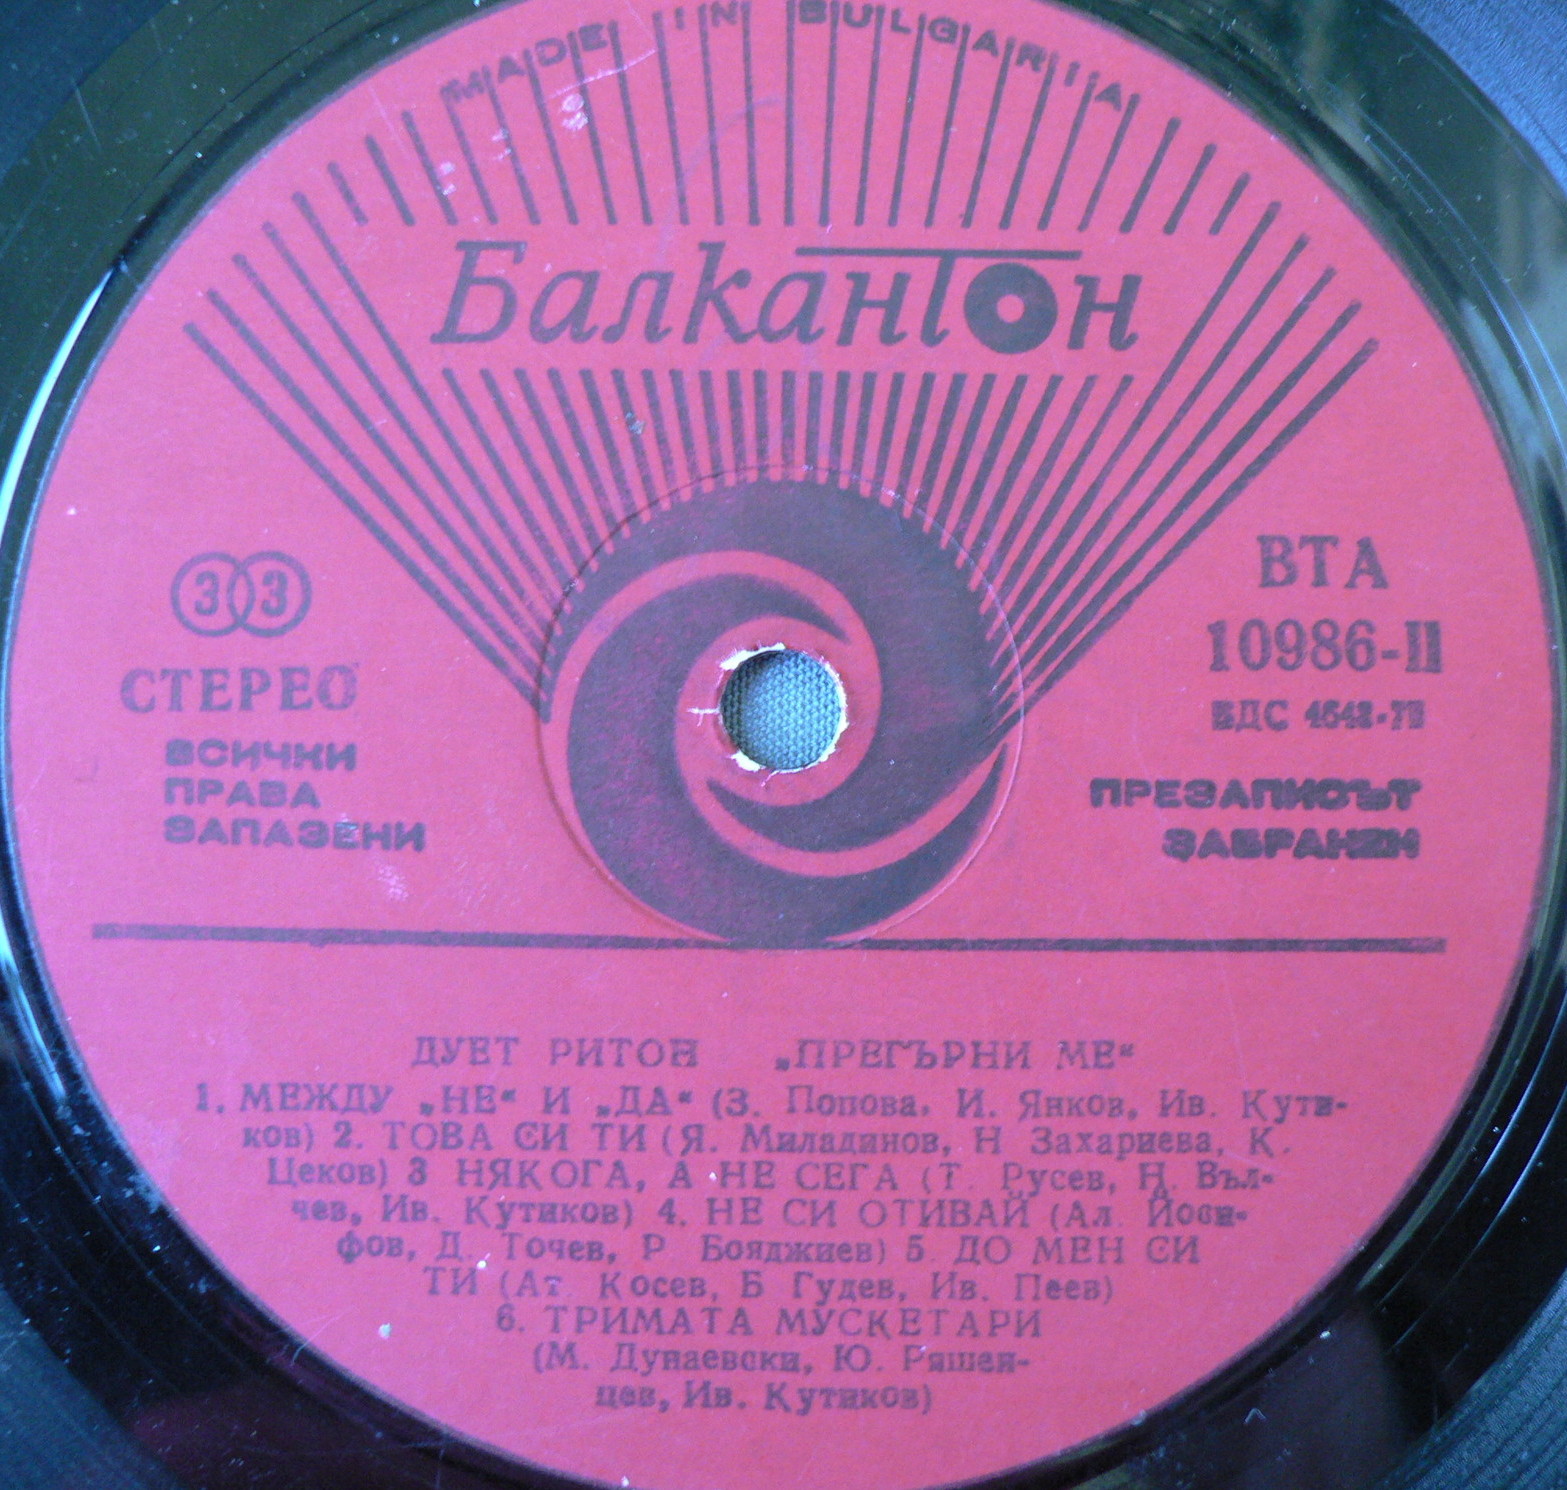 MADE IN BULGARIA
Балкантон
33
СТЕРЕО
ВСИЧКИ
ПРАВА
ЗАПАЗЕНИ
ВТА
10986-II
БДС
ПРЕЗАПИСЪТ
ЗАБРАНЕН
ДУЕТ РИТОН „ПРЕГЪРНИ МЕ“
1. МЕЖДУ „НЕ“ И „ДА“ (З. Попова, И. Янков, Ив. Кути-
ков) 2. ТОВА СИ ТИ (Я. Миладинов, Н Захариева, К.
Цеков) 3 НЯКОГА, А НЕ СЕГА (Т. Русев, Н. Въл-
чев, Ив. Кутиков) 4. НЕ СИ ОТИВАЙ (Ал. Йоси-
фов, Д. Точев, Р. Бояджиев) 5. ДО МЕН СИ
ТИ (Ат. Косев, Б Гудев, Ив. Пеев)
6. ТРИМАТА МУСКЕТАРИ
(М. Дунаевски, Ю. Ряшен-
цев, Ив. Кутиков)